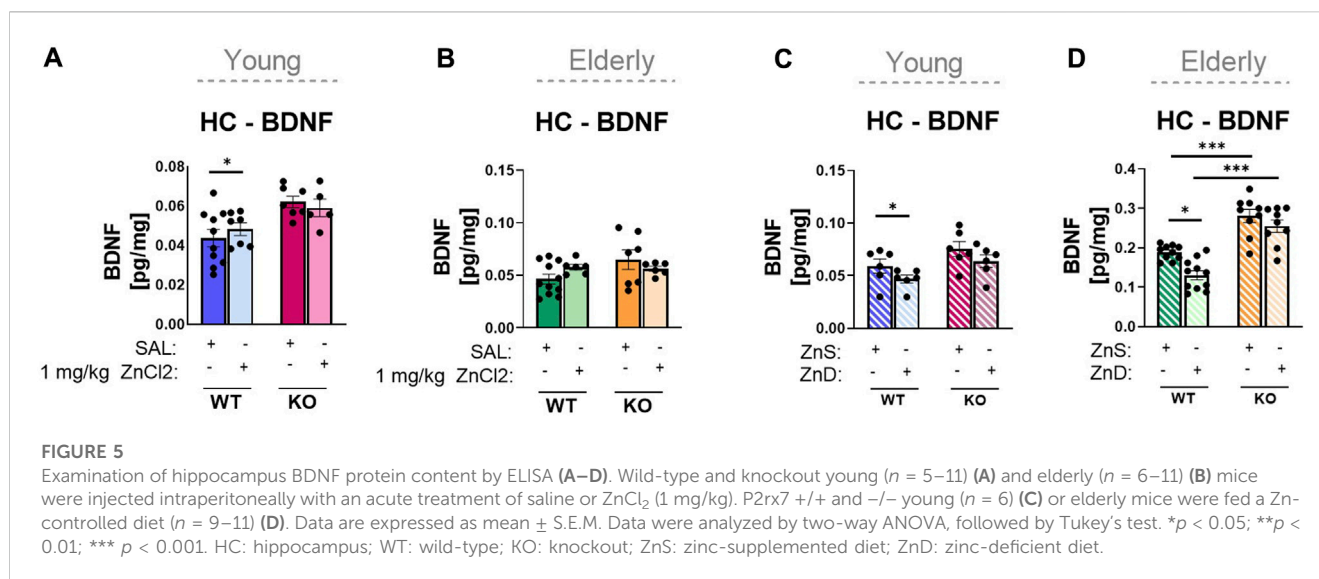 A
Young
HC - BDNF
*
0.08
0.06
0.04
0.02
0.00
BDNF
[pg/mg]
SAL: + - + -
1 mg/kg ZnCl2: - + - +
WT KO
B
Elderly
HC - BDNF
0.15
0.10
0.05
0.00
BDNF
[pg/mg]
SAL: + - + -
1 mg/kg ZnCl2: - + - +
WT KO
C
Young
HC - BDNF
*
0.15
0.10
0.05
0.00
BDNF
[pg/mg]
ZnS: + - + -
ZnD: - + - +
WT KO
D
Elderly
HC - BDNF
***
***
*
0.4
0.3
0.2
0.1
0.0
BDNF
[pg/mg]
ZnS: + - + -
ZnD: - + - +
WT KO
FIGURE 5
Examination of hippocampus BDNF protein content by ELISA (A–D). Wild-type and knockout young (n = 5–11) (A) and elderly (n = 6–11) (B) mice
were injected intraperitoneally with an acute treatment of saline or ZnCl₂ (1 mg/kg). P2rx7 +/+ and −/− young (n = 6) (C) or elderly mice were fed a Zn-
controlled diet (n = 9–11) (D). Data are expressed as mean ± S.E.M. Data were analyzed by two-way ANOVA, followed by Tukey's test. *p < 0.05; **p <
0.01; *** p < 0.001. HC: hippocampus; WT: wild-type; KO: knockout; ZnS: zinc-supplemented diet; ZnD: zinc-deficient diet.